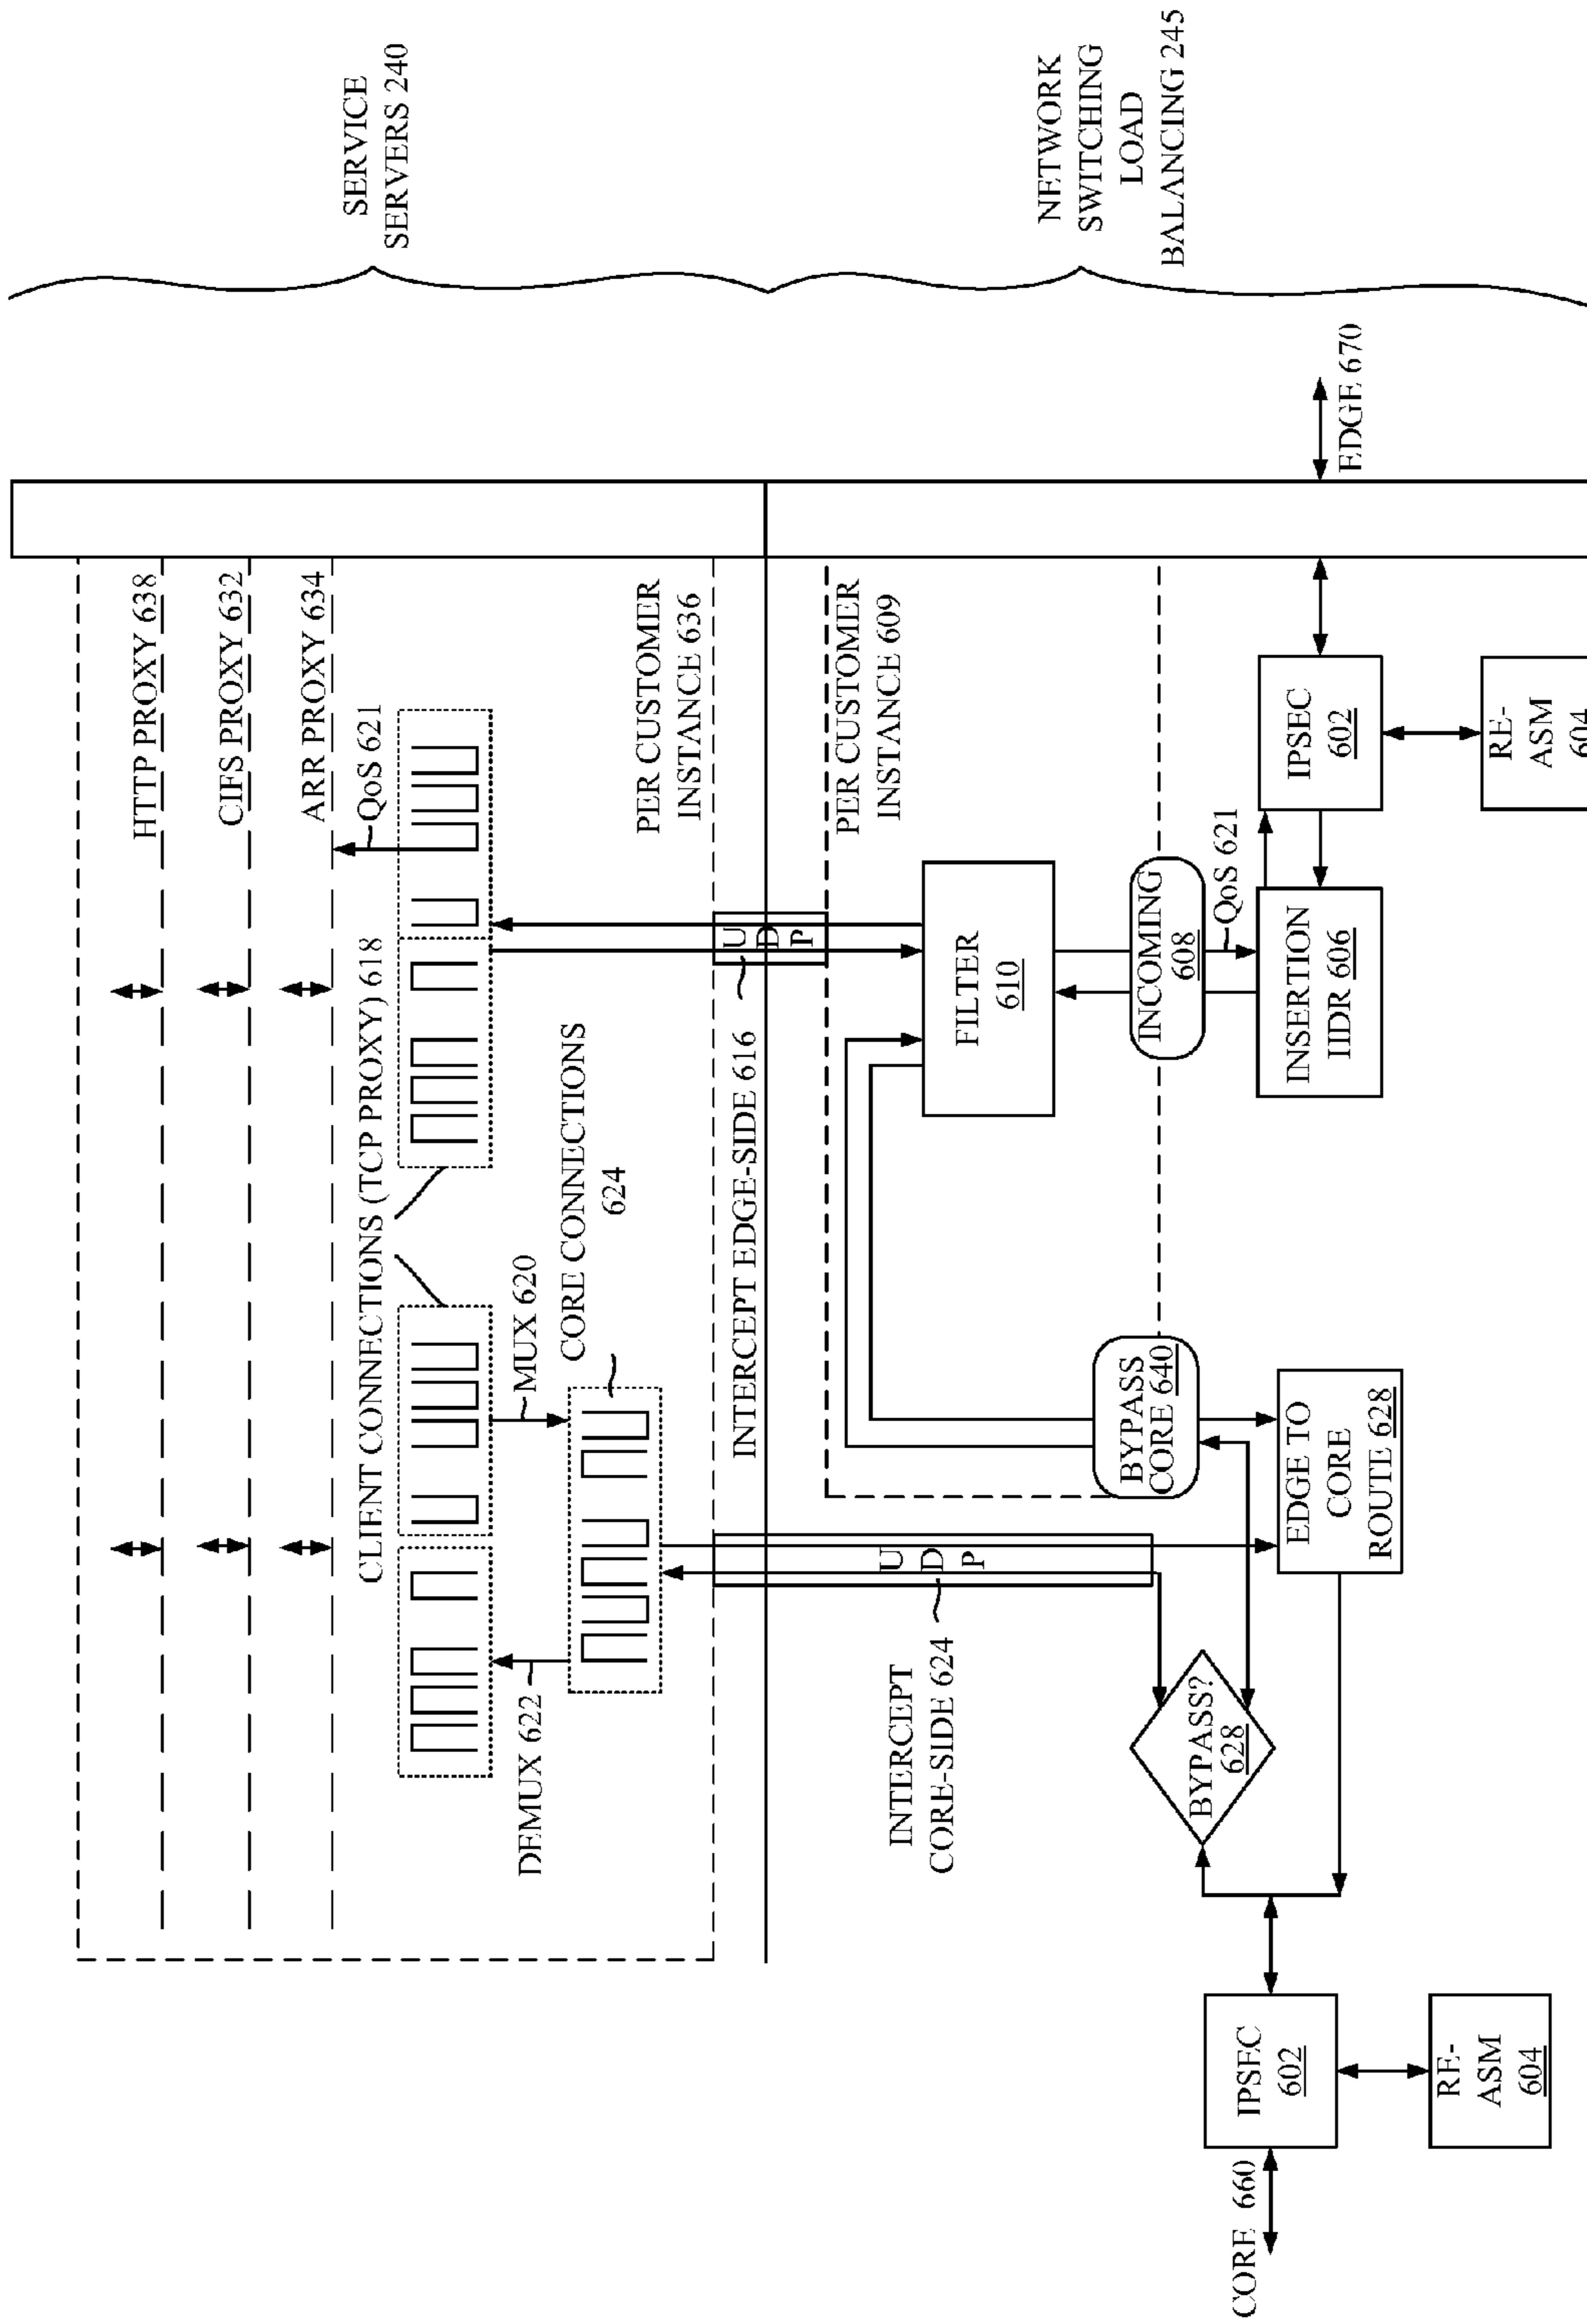 SERVICE
SERVERS 240
NETWORK
SWITCHING
LOAD
BALANCING 245
HTTP PROXY 638
CIFS PROXY 632
ARR PROXY 634
QoS 621
CLIENT CONNECTIONS (TCP PROXY) 618
MUX 620
CORE CONNECTIONS
624
DEMUX 622
PER CUSTOMER
INSTANCE 636
INTERCEPT EDGE-SIDE 616
U
D
P
PER CUSTOMER
INSTANCE 609
INTERCEPT
CORE-SIDE 624
U
D
P
FILTER
610
INCOMING
608
QoS 621
BYPASS
CORE 640
BYPASS?
628
EDGE TO
CORE
ROUTE 628
INSERTION
HDR 606
IPSEC
602
RE-
ASM
604
EDGE 670
CORE 660
IPSEC
602
RE-
ASM
604